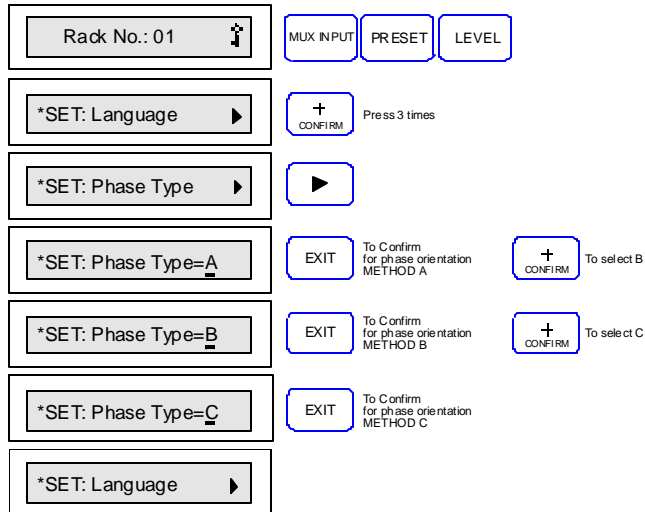 Rack No.: 01
MUX INPUT
PRESET
LEVEL
*SET: Language
+
CONFIRM
Press 3 times
*SET: Phase Type
*SET: Phase Type=A
EXIT
To Confirm
for phase orientation
METHOD A
+
CONFIRM
To select B
*SET: Phase Type=B
EXIT
To Confirm
for phase orientation
METHOD B
+
CONFIRM
To select C
*SET: Phase Type=C
EXIT
To Confirm
for phase orientation
METHOD C
*SET: Language